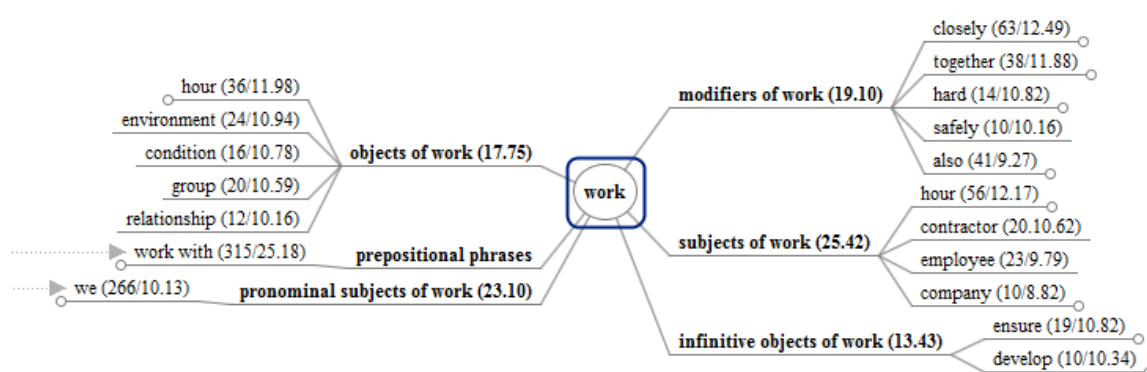 hour (36/11.98)
environment (24/10.94)
condition (16/10.78)
group (20/10.59)
relationship (12/10.16)
objects of work (17.75)
work with (315/25.18)
prepositional phrases
we (266/10.13)
pronominal subjects of work (23.10)
work
modifiers of work (19.10)
closely (63/12.49)
together (38/11.88)
hard (14/10.82)
safely (10/10.16)
also (41/9.27)
subjects of work (25.42)
hour (56/12.17)
contractor (20.10.62)
employee (23/9.79)
company (10/8.82)
infinitive objects of work (13.43)
ensure (19/10.82)
develop (10/10.34)